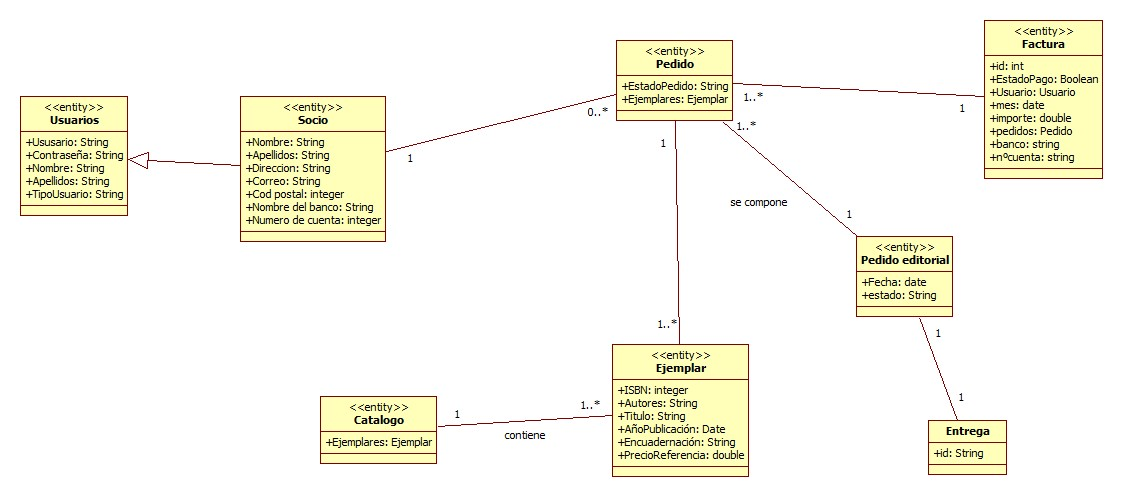 <<entity>>
Usuarios
+Ususario: String
+Contraseña: String
+Nombre: String
+Apellidos: String
+TipoUsuario: String
<<entity>>
Socio
+Nombre: String
+Apellidos: String
+Direccion: String
+Correo: String
+Cod postal: integer
+Nombre del banco: String
+Numero de cuenta: integer
1
0..*
<<entity>>
Pedido
+EstadoPedido: String
+Ejemplares: Ejemplar
1..*
1
<<entity>>
Factura
+id: int
+EstadoPago: Boolean
+Usuario: Usuario
+mes: date
+importe: double
+pedidos: Pedido
+banco: string
+nºcuenta: string
1..*
se compone
1
<<entity>>
Pedido editorial
+Fecha: date
+estado: String
1
1
Entrega
+id: String
1
1..*
<<entity>>
Ejemplar
+ISBN: integer
+Autores: String
+Titulo: String
+AñoPublicación: Date
+Encuadernación: String
+PrecioReferencia: double
<<entity>>
Catalogo
+Ejemplares: Ejemplar
1
contiene
1..*